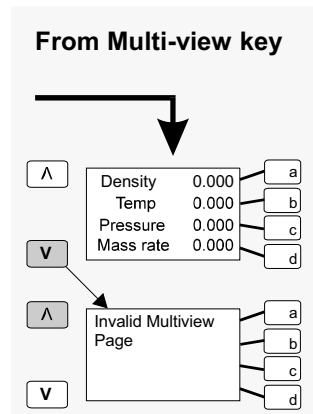 From Multi-view key
Λ
Density 0.000 a
Temp 0.000 b
Pressure 0.000 c
Mass rate 0.000 d
V
Λ
Invalid Multiview a
Page b
c
V d